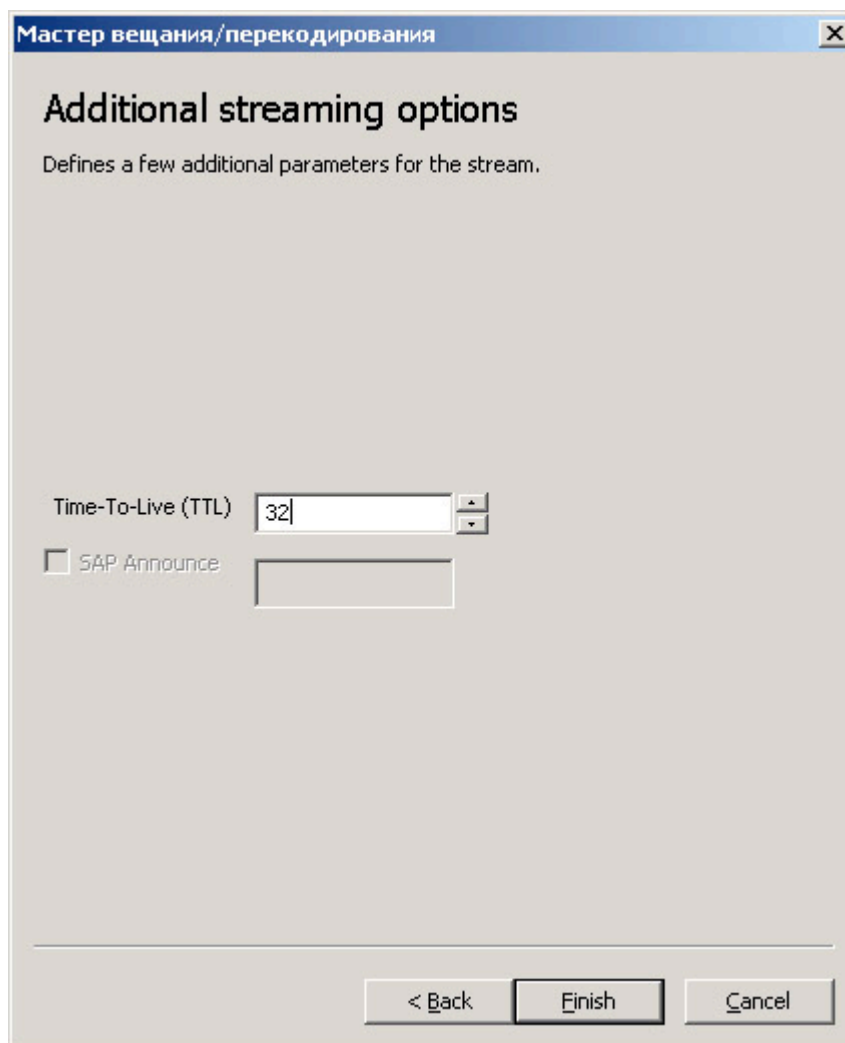 Мастер вещания/перекодирования
Additional streaming options
Defines a few additional parameters for the stream.
Time-To-Live (TTL) 32
SAP Announce
< Back Finish Cancel